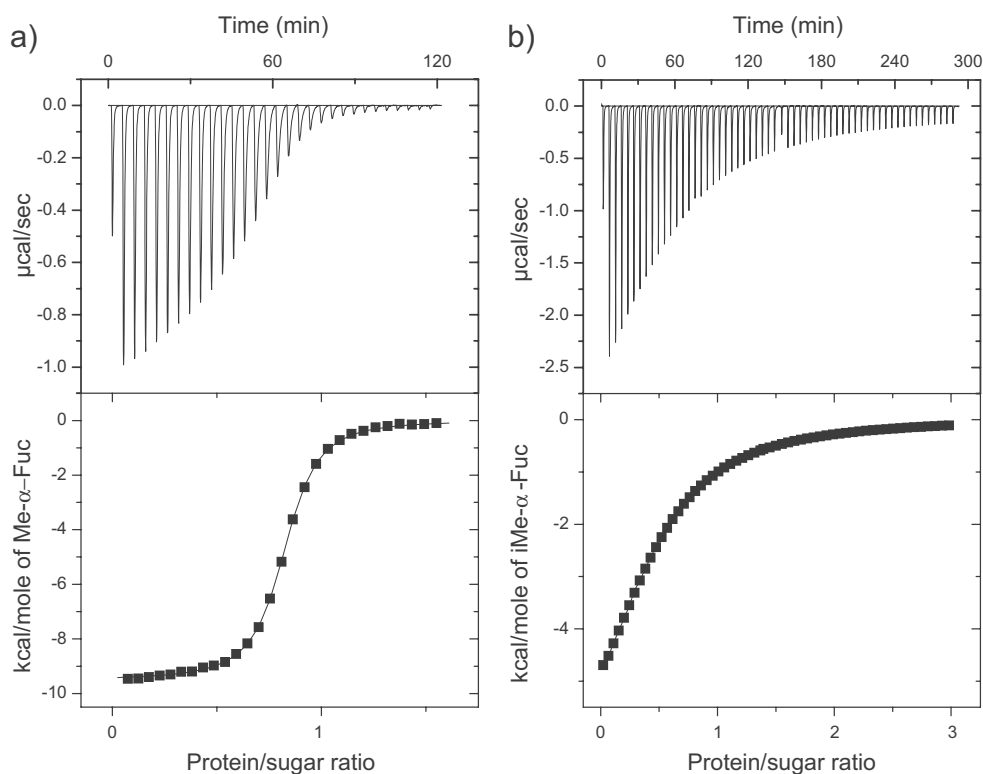 a)
Time (min)
0 60 120
0.0
-0.2
-0.4
-0.6
-0.8
-1.0
µcal/sec
0
-2
-4
-6
-8
-10
kcal/mole of Me-α–Fuc
0 1
Protein/sugar ratio
b)
Time (min)
0 60 120 180 240 300
0.0
-0.5
-1.0
-1.5
-2.0
-2.5
µcal/sec
0
-2
-4
kcal/mole of iMe-α -Fuc
0 1 2 3
Protein/sugar ratio